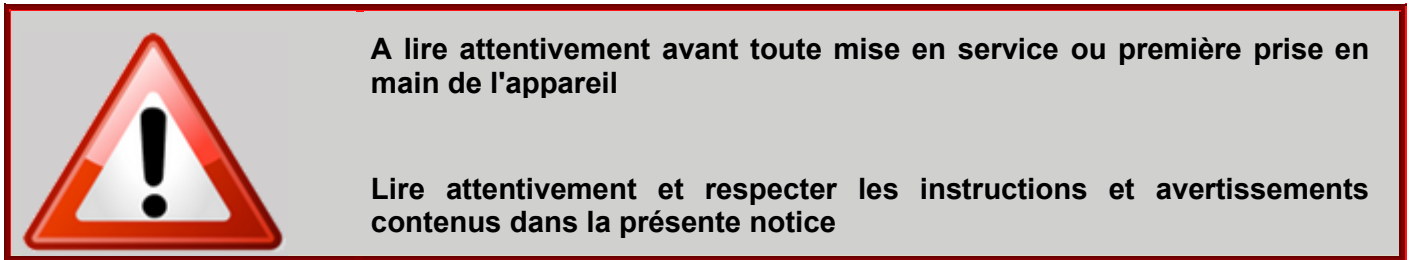 A lire attentivement avant toute mise en service ou première prise en
main de l'appareil
Lire attentivement et respecter les instructions et avertissements
contenus dans la présente notice